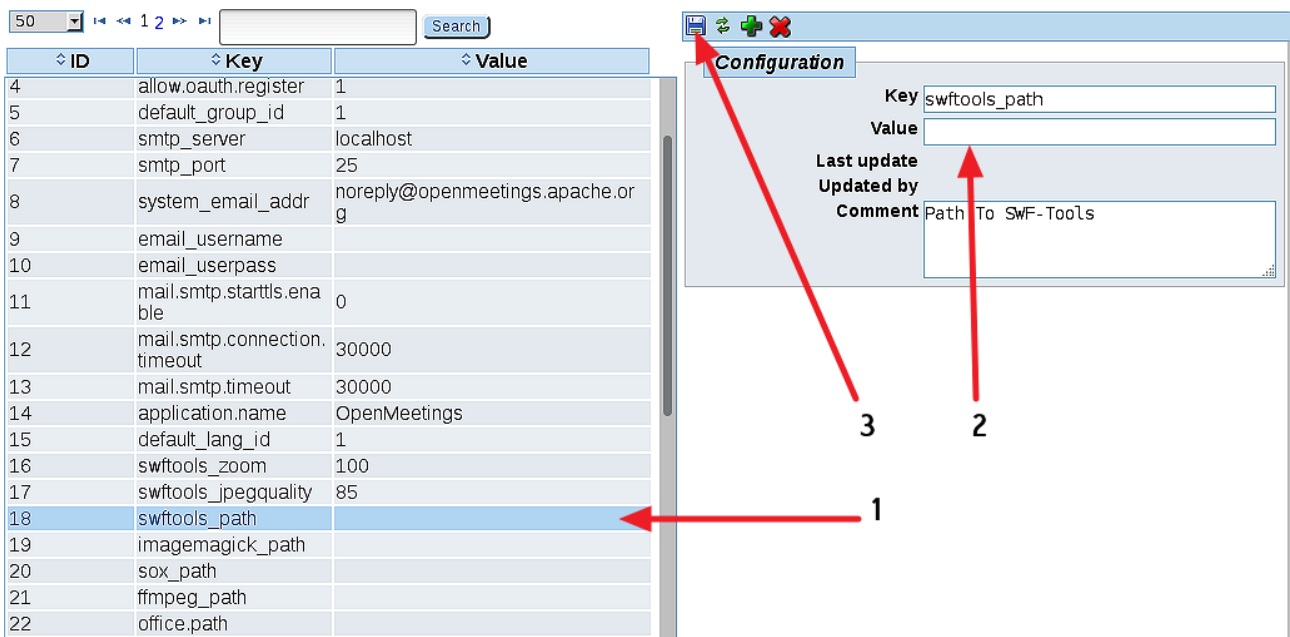 50 1 2 Search
ID Key Value
4 allow.oauth.register 1
5 default_group_id 1
6 smtp_server localhost
7 smtp_port 25
8 system_email_addr noreply@openmeetings.apache.or
g
9 email_username
10 email_userpass
11 mail.smtp.starttls.ena 0
ble
12 mail.smtp.connection. 30000
timeout
13 mail.smtp.timeout 30000
14 application.name OpenMeetings
15 default_lang_id 1
16 swftools_zoom 100
17 swftools_jpegquality 85
18 swftools_path
19 imagemagick_path
20 sox_path
21 ffmpeg_path
22 office.path
Configuration
Key swftools_path
Value
Last update
Updated by
Comment Path To SWF-Tools
3 2
1